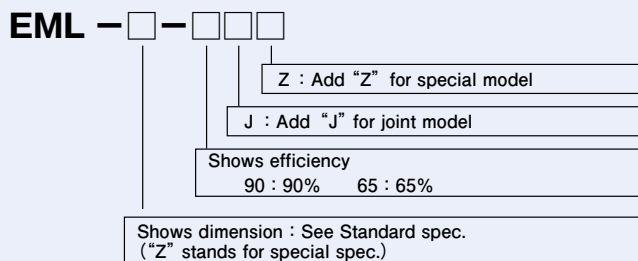 EML －□－□□□
Z：Add “Z” for special model
J：Add “J” for joint model
Shows efficiency
90：90%　65：65%
Shows dimension：See Standard spec.
(“Z” stands for special spec.)